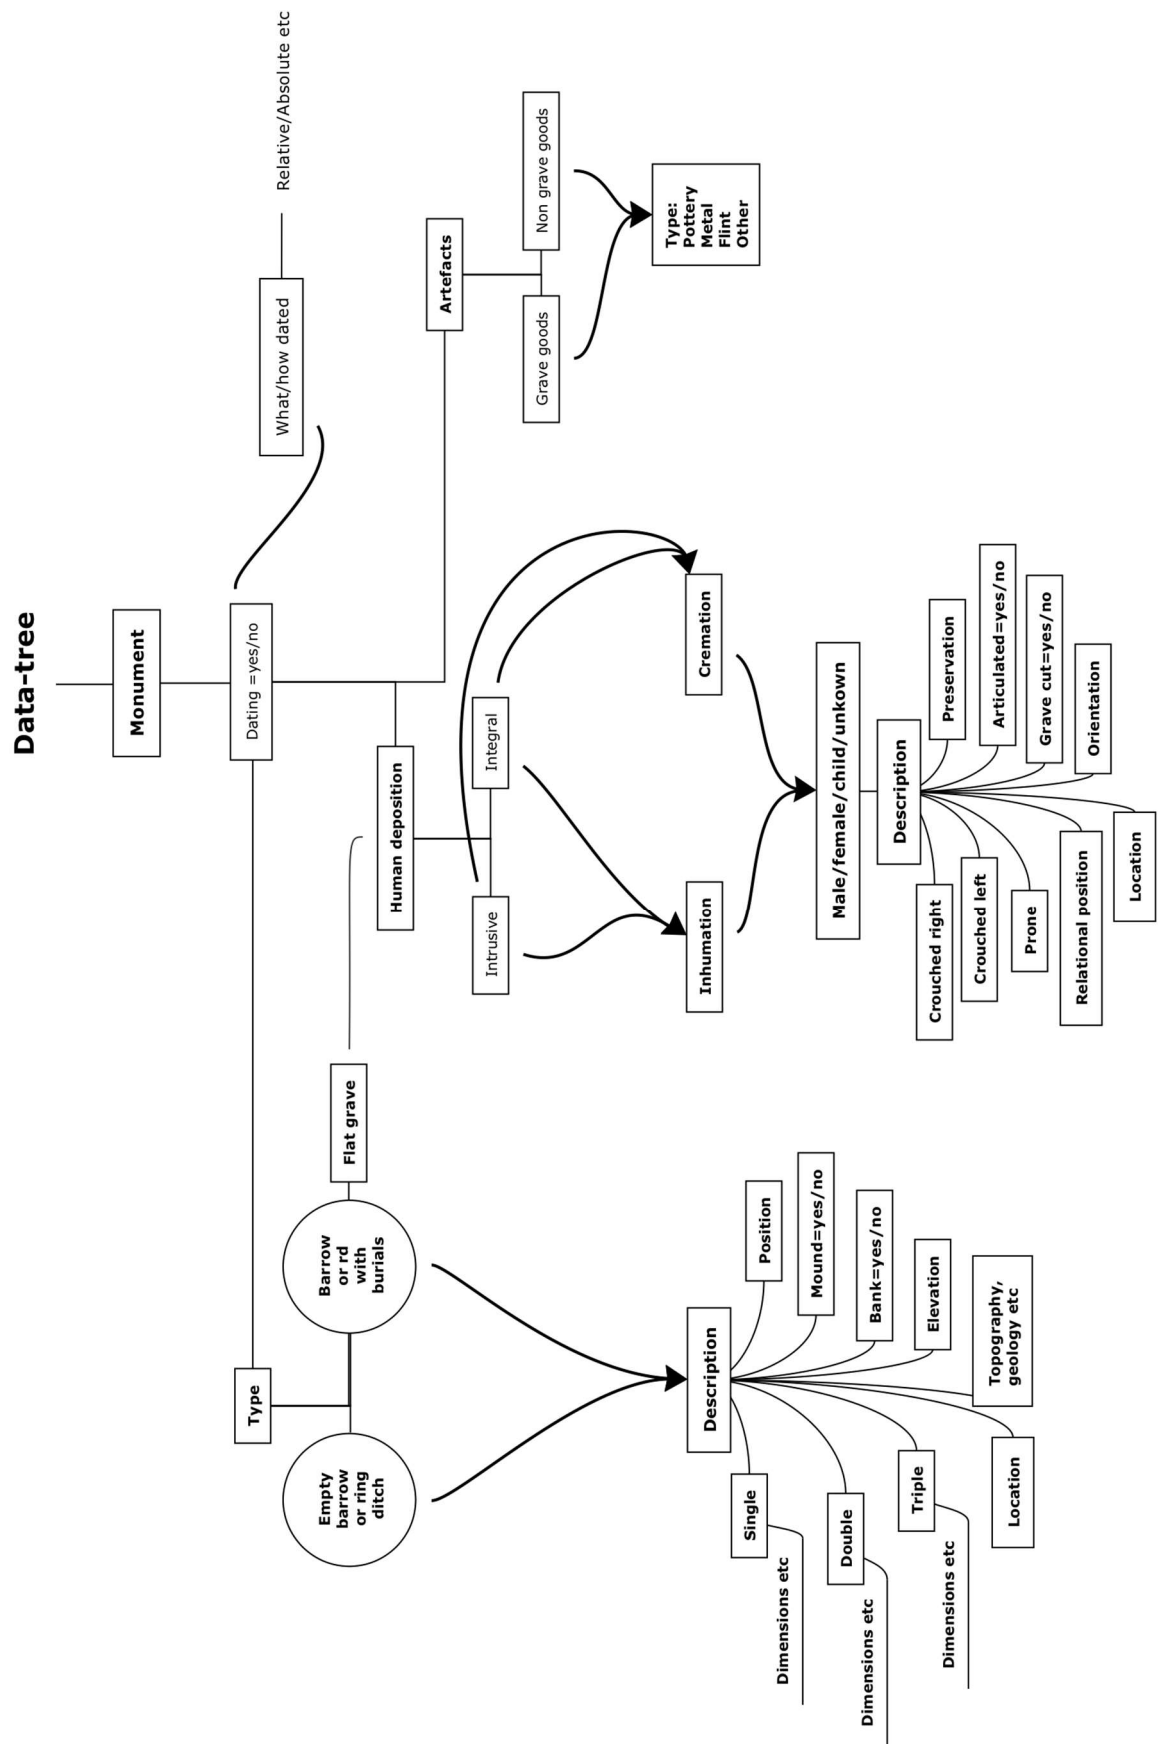 Data-tree
Monument
Dating =yes/no
What/how dated
Relative/Absolute etc
Type
Empty
barrow
or ring
ditch
Barrow
or rd
with
burials
Flat grave
Human deposition
Artefacts
Intrusive
Integral
Grave goods
Non grave goods
Type:
Pottery
Metal
Flint
Other
Inhumation
Cremation
Male/female/child/unkown
Description
Crouched right
Crouched left
Prone
Relational position
Location
Preservation
Articulated=yes/no
Grave cut=yes/no
Orientation
Description
Single
Dimensions etc
Double
Dimensions etc
Triple
Dimensions etc
Location
Position
Mound=yes/no
Bank=yes/no
Elevation
Topography,
geology etc